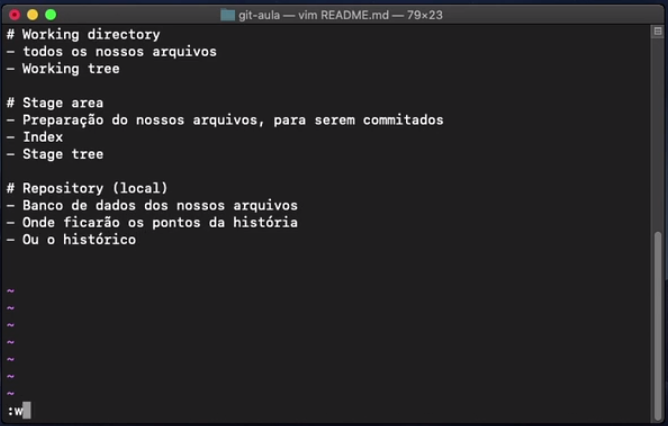 git-aula — vim README.md — 79×23
# Working directory
- todos os nossos arquivos
- Working tree
# Stage area
- Preparação do nossos arquivos, para serem commitados
- Index
- Stage tree
# Repository (local)
- Banco de dados dos nossos arquivos
- Onde ficarão os pontos da história
- Ou o histórico
~
~
~
~
~
~
~
:w